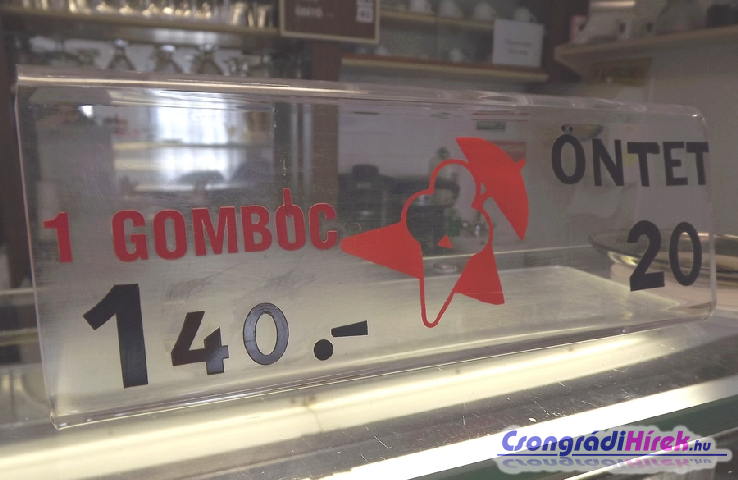 1 GOMBÓC
140.-
ÖNTET
20
CsongrádiHírek.hu